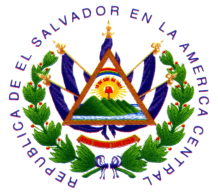 REPUBLICA DE EL SALVADOR EN LA AMERICA CENTRAL